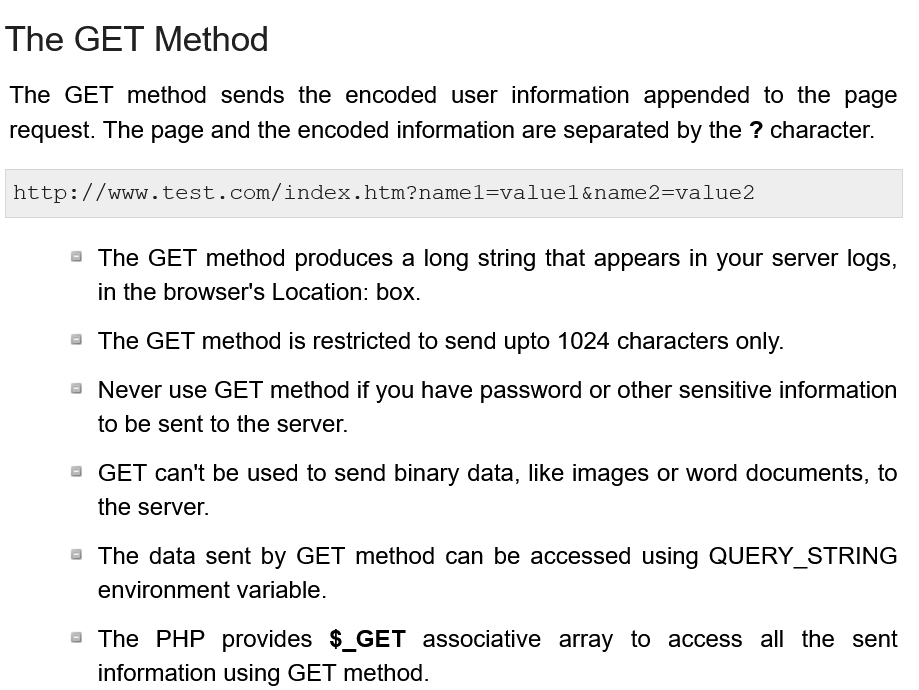 The GET Method
The GET method sends the encoded user information appended to the page
request. The page and the encoded information are separated by the ? character.
http://www.test.com/index.htm?name1=value1&name2=value2
The GET method produces a long string that appears in your server logs,
in the browser's Location: box.
The GET method is restricted to send upto 1024 characters only.
Never use GET method if you have password or other sensitive information
to be sent to the server.
GET can't be used to send binary data, like images or word documents, to
the server.
The data sent by GET method can be accessed using QUERY_STRING
environment variable.
The PHP provides $_GET associative array to access all the sent
information using GET method.